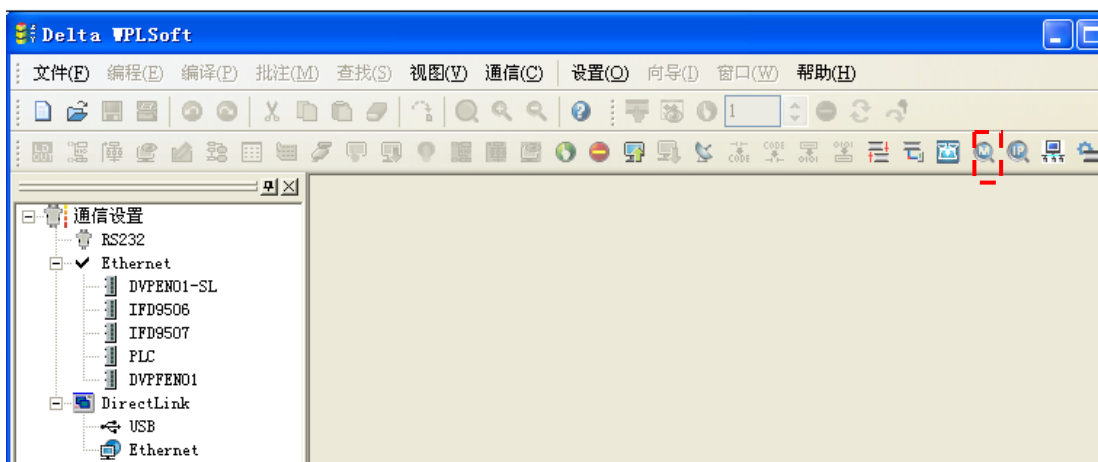 Delta WPLSoft
文件(F) 编程(E) 编译(P) 批注(M) 查找(S) 视图(V) 通信(C) 设置(O) 向导(I) 窗口(W) 帮助(H)
1
通信设置
RS232
Ethernet
DVPEN01-SL
IFD9506
IFD9507
PLC
DVPFEN01
DirectLink
USB
Ethernet